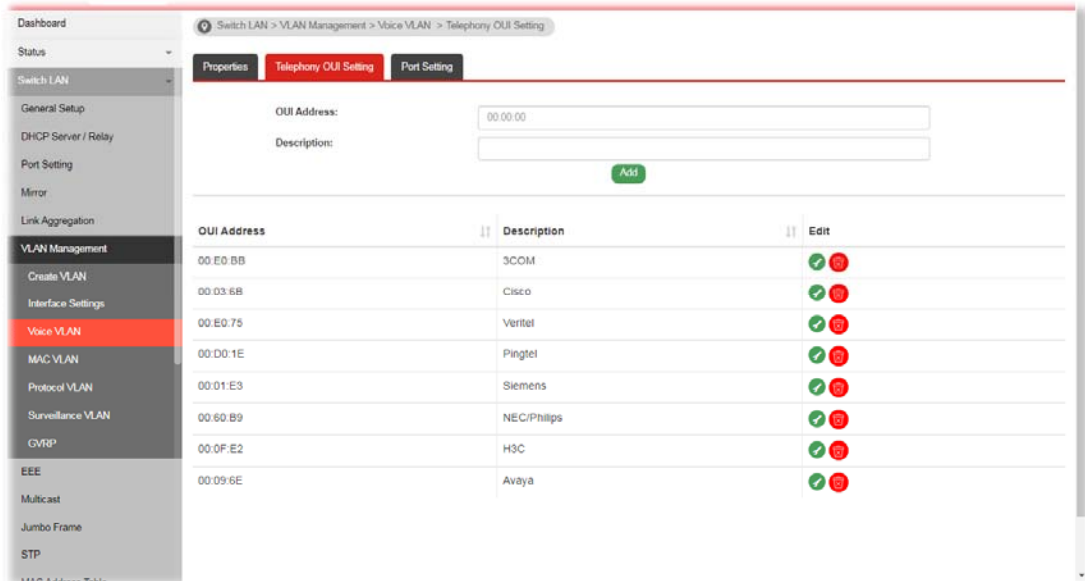 Dashboard
Switch LAN > VLAN Management > Voice VLAN > Telephony OUI Setting
Status
Switch LAN
General Setup
DHCP Server / Relay
Port Setting
Mirror
Link Aggregation
VLAN Management
Create VLAN
Interface Settings
Voice VLAN
MAC VLAN
Protocol VLAN
Surveillance VLAN
GVRP
EEE
Multicast
Jumbo Frame
STP
MAC Address Table
Properties Telephony OUI Setting Port Setting
OUI Address: 00:00:00
Description:
Add
OUI Address Description Edit
00:E0:BB 3COM
00:03:6B Cisco
00:E0:75 Veritel
00:D0:1E Pingtel
00:01:E3 Siemens
00:60:B9 NEC/Philips
00:0F:E2 H3C
00:09:6E Avaya